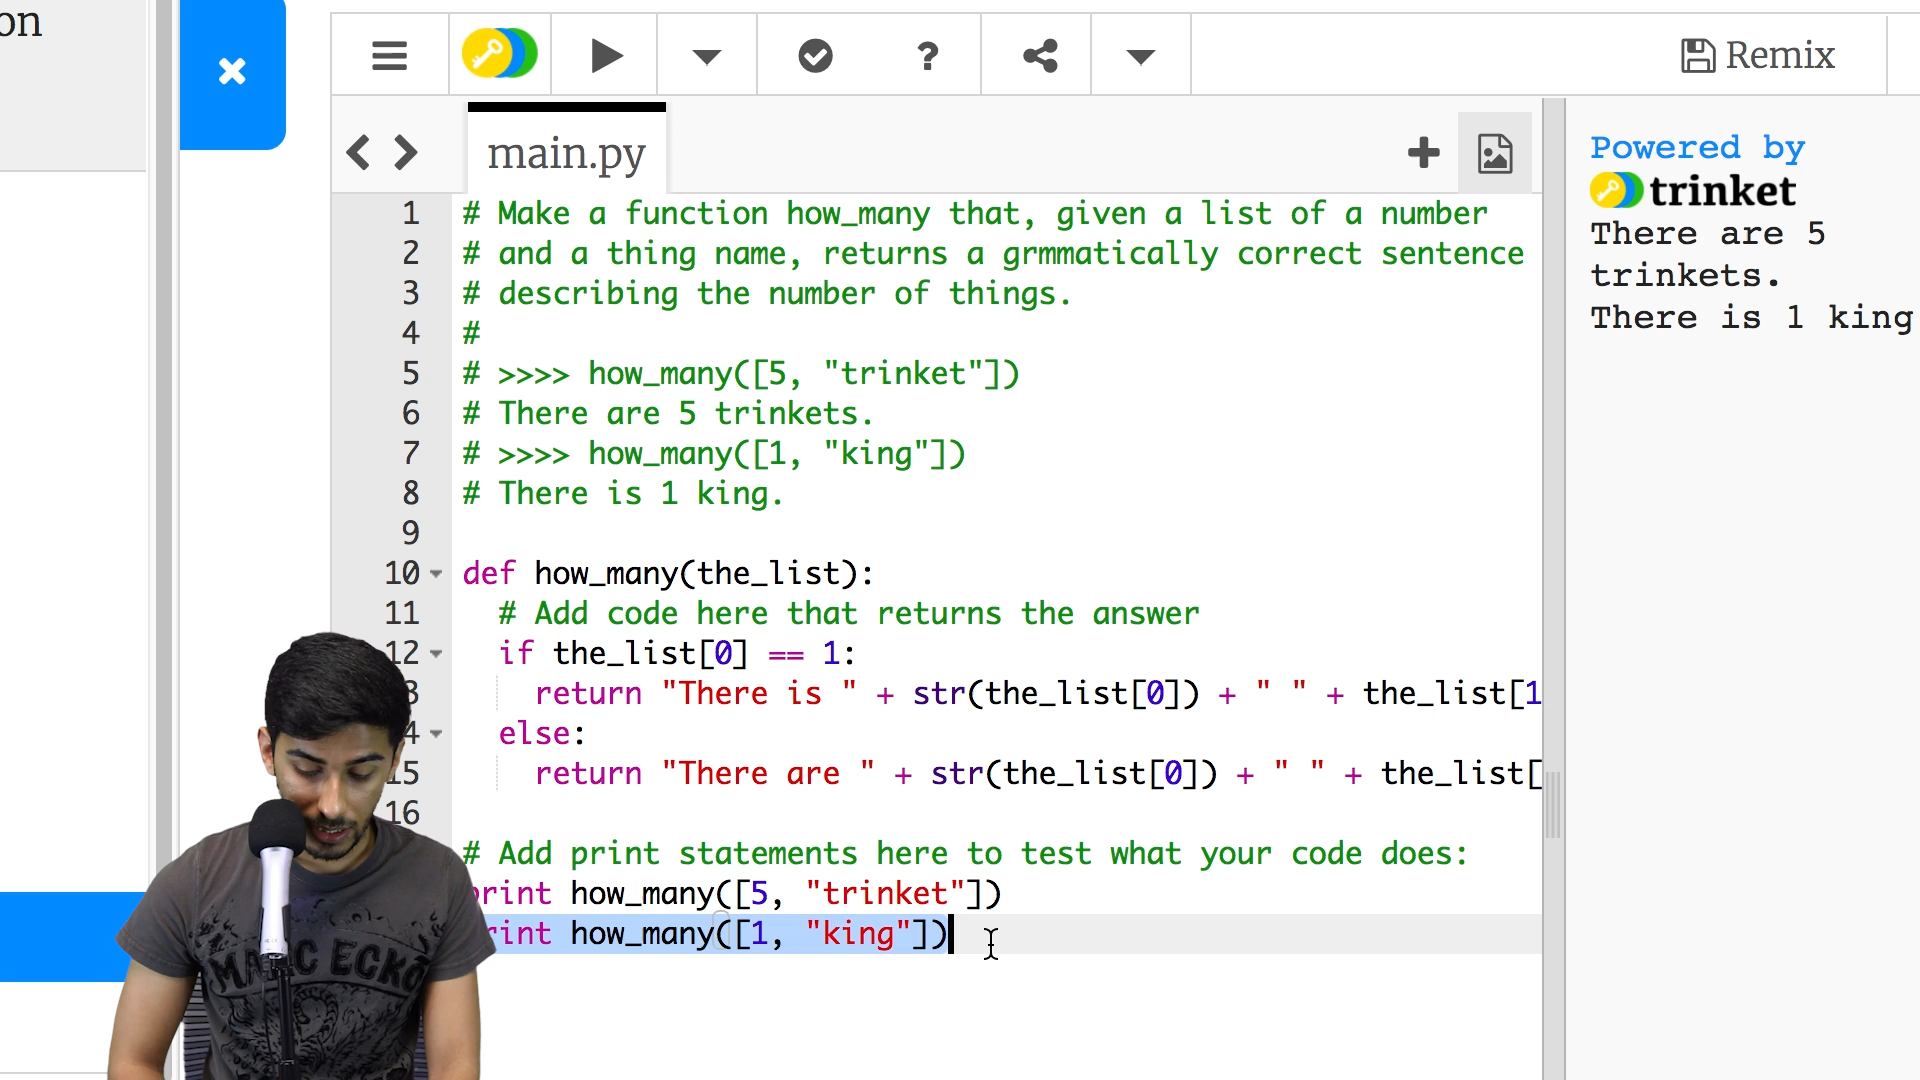 on
Remix
main.py
Powered by
trinket
There are 5
trinkets.
There is 1 king
1 # Make a function how_many that, given a list of a number
2 # and a thing name, returns a grmmatically correct sentence
3 # describing the number of things.
4 #
5 # >>>> how_many([5, "trinket"])
6 # There are 5 trinkets.
7 # >>>> how_many([1, "king"])
8 # There is 1 king.
9
10 def how_many(the_list):
11 # Add code here that returns the answer
12 if the_list[0] == 1:
3 return "There is " + str(the_list[0]) + " " + the_list[1
4 else:
15 return "There are " + str(the_list[0]) + " " + the_list[
16
# Add print statements here to test what your code does:
print how_many([5, "trinket"])
rint how_many([1, "king"])
MARC ECKO